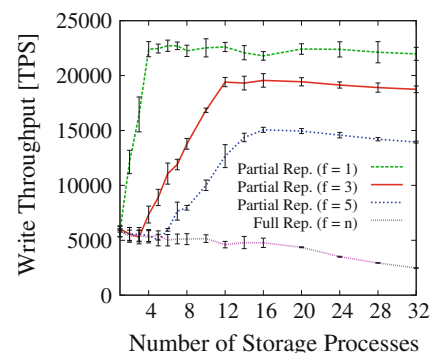 Write Throughput [TPS]
25000
20000
15000
10000
5000
0
Partial Rep. (f = 1)
Partial Rep. (f = 3)
Partial Rep. (f = 5)
Full Rep. (f = n)
4 8 12 16 20 24 28 32
Number of Storage Processes